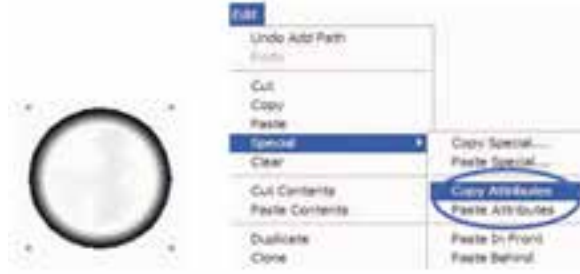 Edit
Undo Add Path
Redo
Cut
Copy
Paste
Special
Clear
Cut Contents
Paste Contents
Duplicate
Clone
Copy Special...
Paste Special...
Copy Attributes
Paste Attributes
Paste In Front
Paste Behind